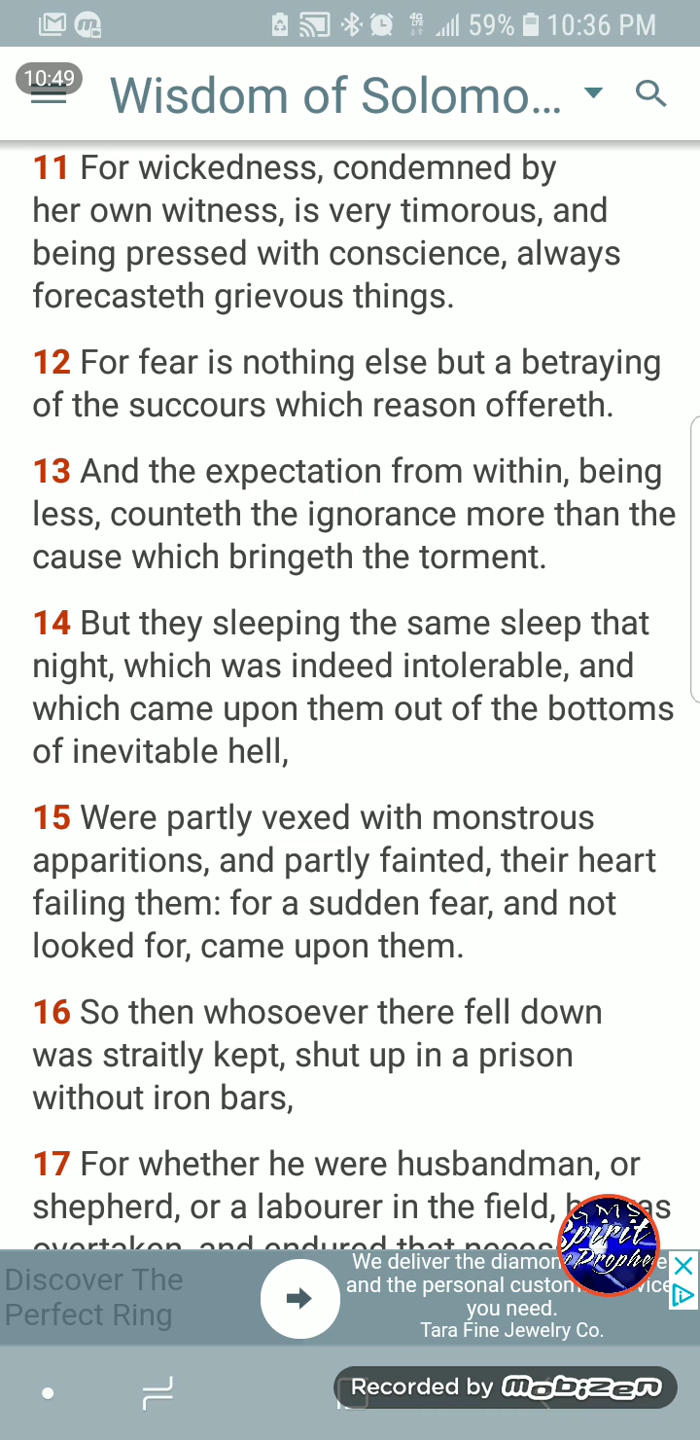 4G
LTE
59%
10:36 PM
10:49
Wisdom of Solomo...
11 For wickedness, condemned by
her own witness, is very timorous, and
being pressed with conscience, always
forecasteth grievous things.
12 For fear is nothing else but a betraying
of the succours which reason offereth.
13 And the expectation from within, being
less, counteth the ignorance more than the
cause which bringeth the torment.
14 But they sleeping the same sleep that
night, which was indeed intolerable, and
which came upon them out of the bottoms
of inevitable hell,
15 Were partly vexed with monstrous
apparitions, and partly fainted, their heart
failing them: for a sudden fear, and not
looked for, came upon them.
16 So then whosoever there fell down
was straitly kept, shut up in a prison
without iron bars,
17 For whether he were husbandman, or
shepherd, or a labourer in the field,
overtaken, and endured that
GMS
Spirit
Prophe
Discover The
Perfect Ring
We deliver the
and the personal
you need.
Tara Fine Jewelry Co.
Recorded by mobizen